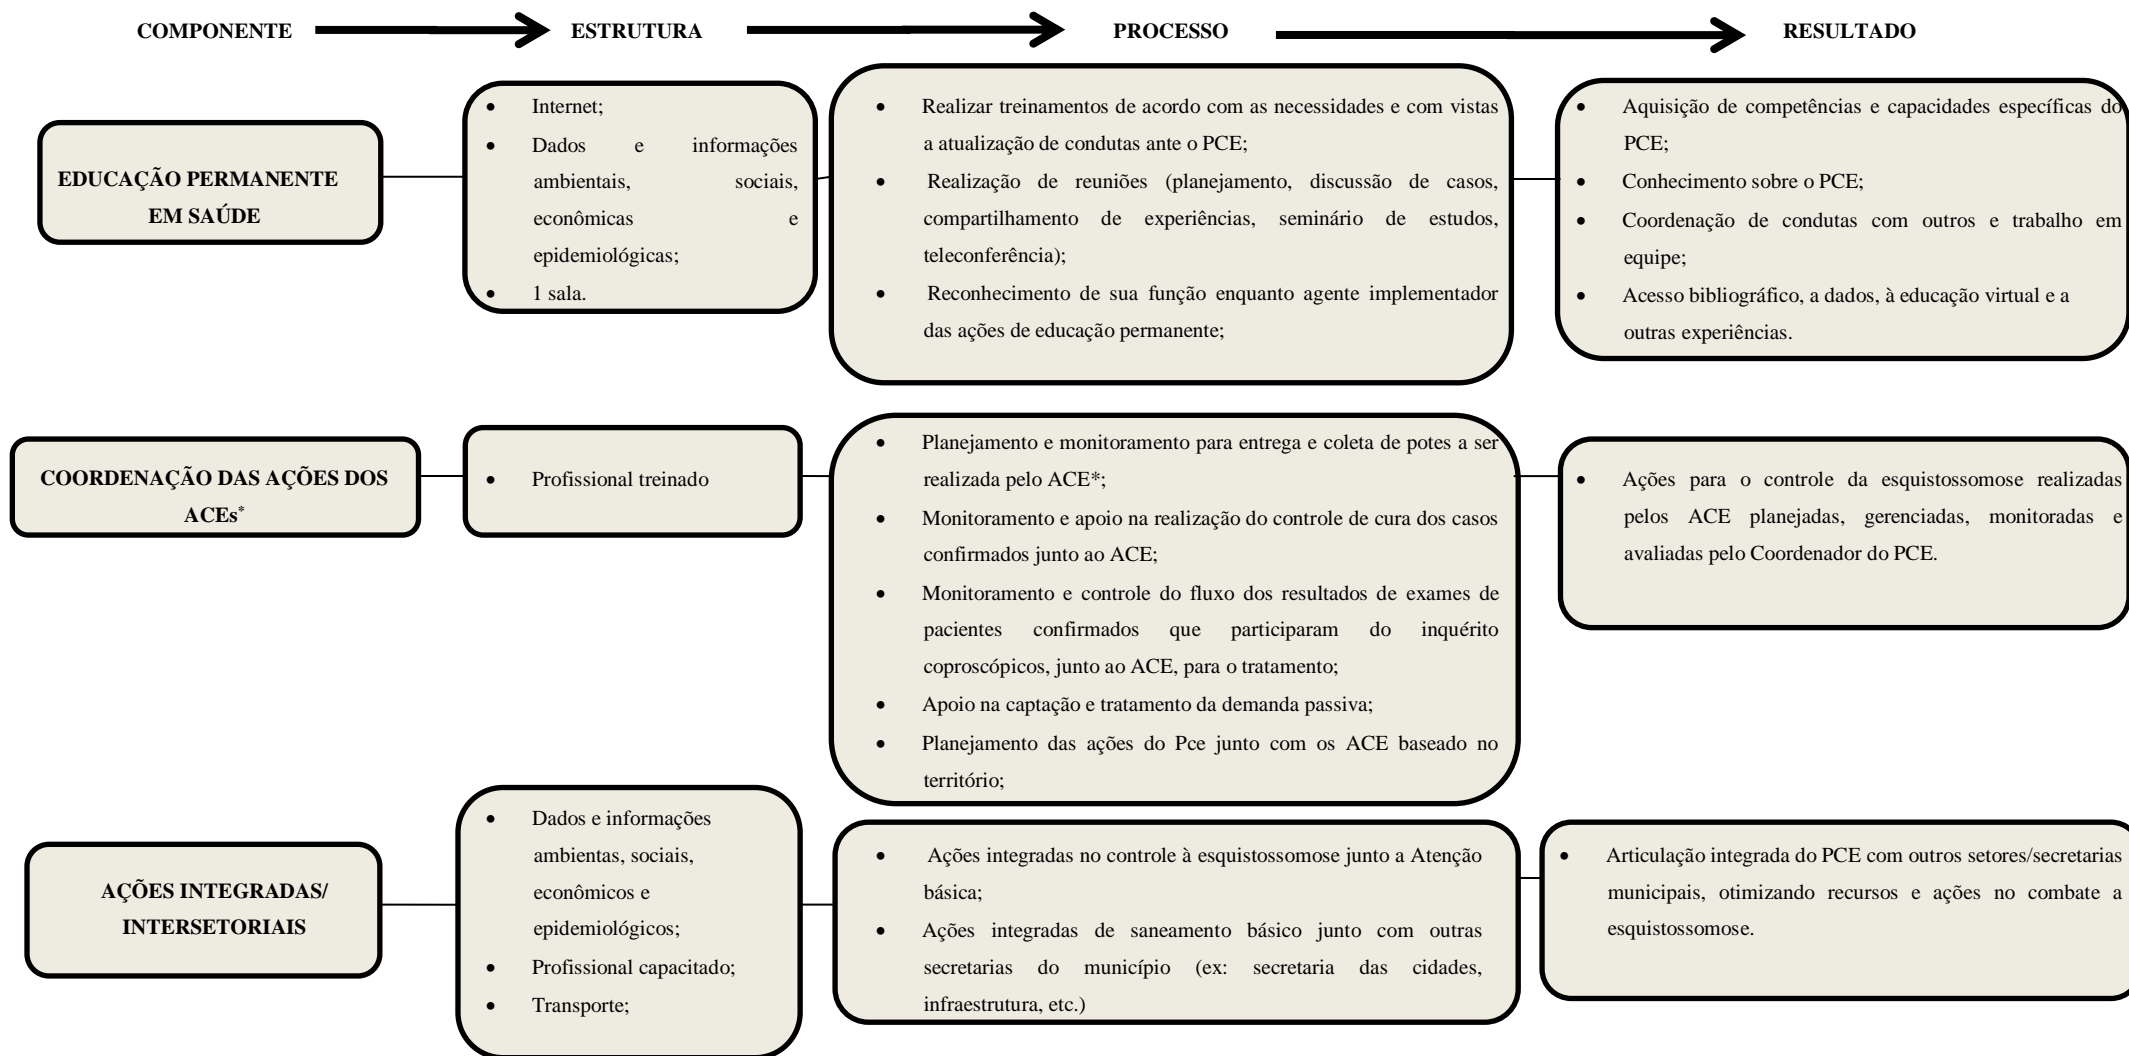 COMPONENTE ESTRUTURA PROCESSO RESULTADO
EDUCAÇÃO PERMANENTE
EM SAÚDE
• Internet;
• Dados e informações
ambientais, sociais,
econômicas e
epidemiológicas;
• 1 sala.
• Realizar treinamentos de acordo com as necessidades e com vistas
a atualização de condutas ante o PCE;
• Realização de reuniões (planejamento, discussão de casos,
compartilhamento de experiências, seminário de estudos,
teleconferência);
• Reconhecimento de sua função enquanto agente implementador
das ações de educação permanente;
• Aquisição de competências e capacidades específicas do
PCE;
• Conhecimento sobre o PCE;
• Coordenação de condutas com outros e trabalho em
equipe;
• Acesso bibliográfico, a dados, à educação virtual e a
outras experiências.
COORDENAÇÃO DAS AÇÕES DOS
ACEs*
• Profissional treinado
• Planejamento e monitoramento para entrega e coleta de potes a ser
realizada pelo ACE*;
• Monitoramento e apoio na realização do controle de cura dos casos
confirmados junto ao ACE;
• Monitoramento e controle do fluxo dos resultados de exames de
pacientes confirmados que participaram do inquérito
coproscópicos, junto ao ACE, para o tratamento;
• Apoio na captação e tratamento da demanda passiva;
• Planejamento das ações do Pce junto com os ACE baseado no
território;
• Ações para o controle da esquistossomose realizadas
pelos ACE planejadas, gerenciadas, monitoradas e
avaliadas pelo Coordenador do PCE.
AÇÕES INTEGRADAS/
INTERSETORIAIS
• Dados e informações
ambientas, sociais,
econômicos e
epidemiológicos;
• Profissional capacitado;
• Transporte;
• Ações integradas no controle à esquistossomose junto a Atenção
básica;
• Ações integradas de saneamento básico junto com outras
secretarias do município (ex: secretaria das cidades,
infraestrutura, etc.)
• Articulação integrada do PCE com outros setores/secretarias
municipais, otimizando recursos e ações no combate a
esquistossomose.